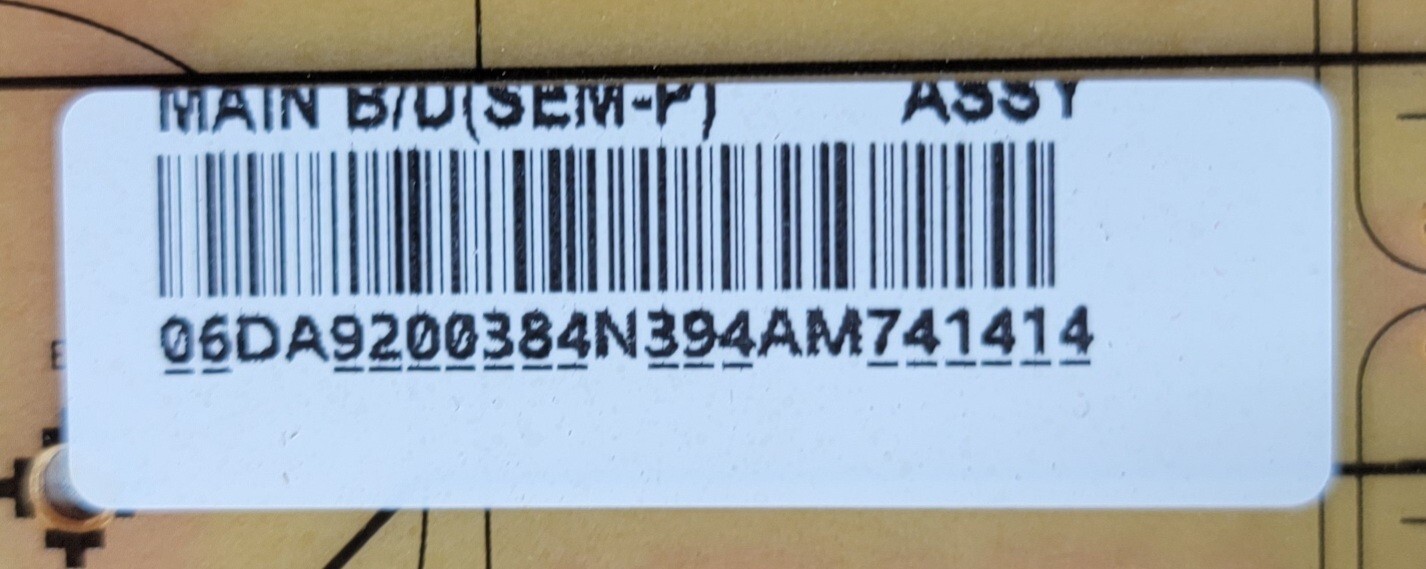 MAIN B/D(SEM-P) ASSY
06DA9200384N394AM741414